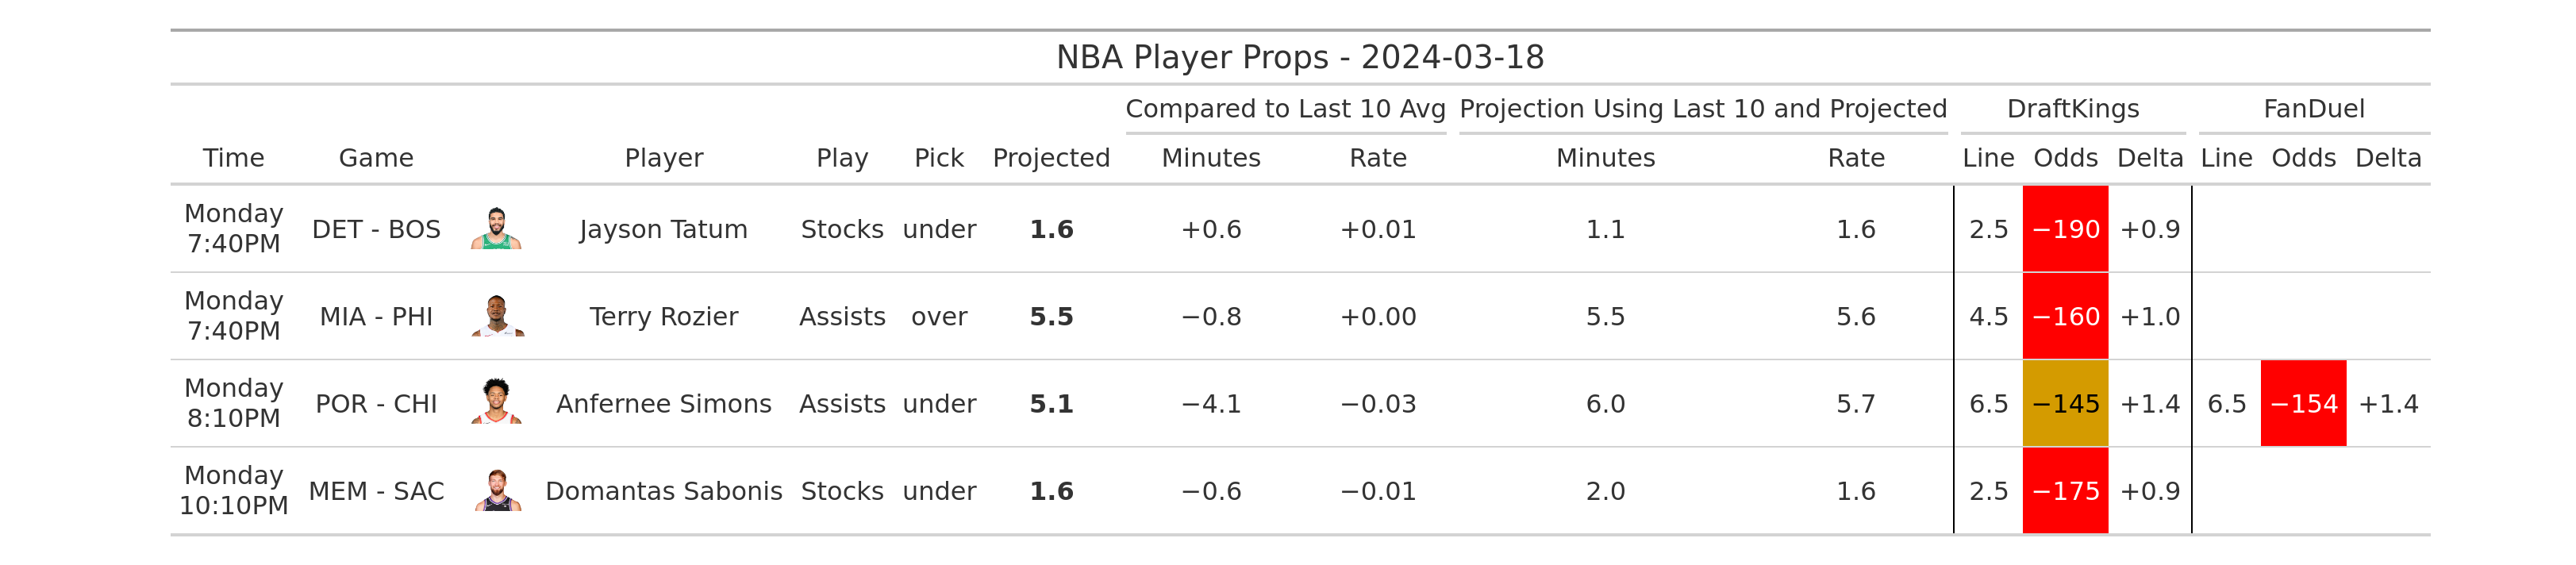 NBA Player Props - 2024-03-18
Compared to Last 10 Avg Projection Using Last 10 and Projected DraftKings FanDuel
Time Game Player Play Pick Projected Minutes Rate Minutes Rate Line Odds Delta Line Odds Delta
Monday
7:40PM DET - BOS Jayson Tatum Stocks under 1.6 +0.6 +0.01 1.1 1.6 2.5 −190 +0.9
Monday
7:40PM MIA - PHI Terry Rozier Assists over 5.5 −0.8 +0.00 5.5 5.6 4.5 −160 +1.0
Monday
8:10PM POR - CHI Anfernee Simons Assists under 5.1 −4.1 −0.03 6.0 5.7 6.5 −145 +1.4 6.5 −154 +1.4
Monday
10:10PM MEM - SAC Domantas Sabonis Stocks under 1.6 −0.6 −0.01 2.0 1.6 2.5 −175 +0.9